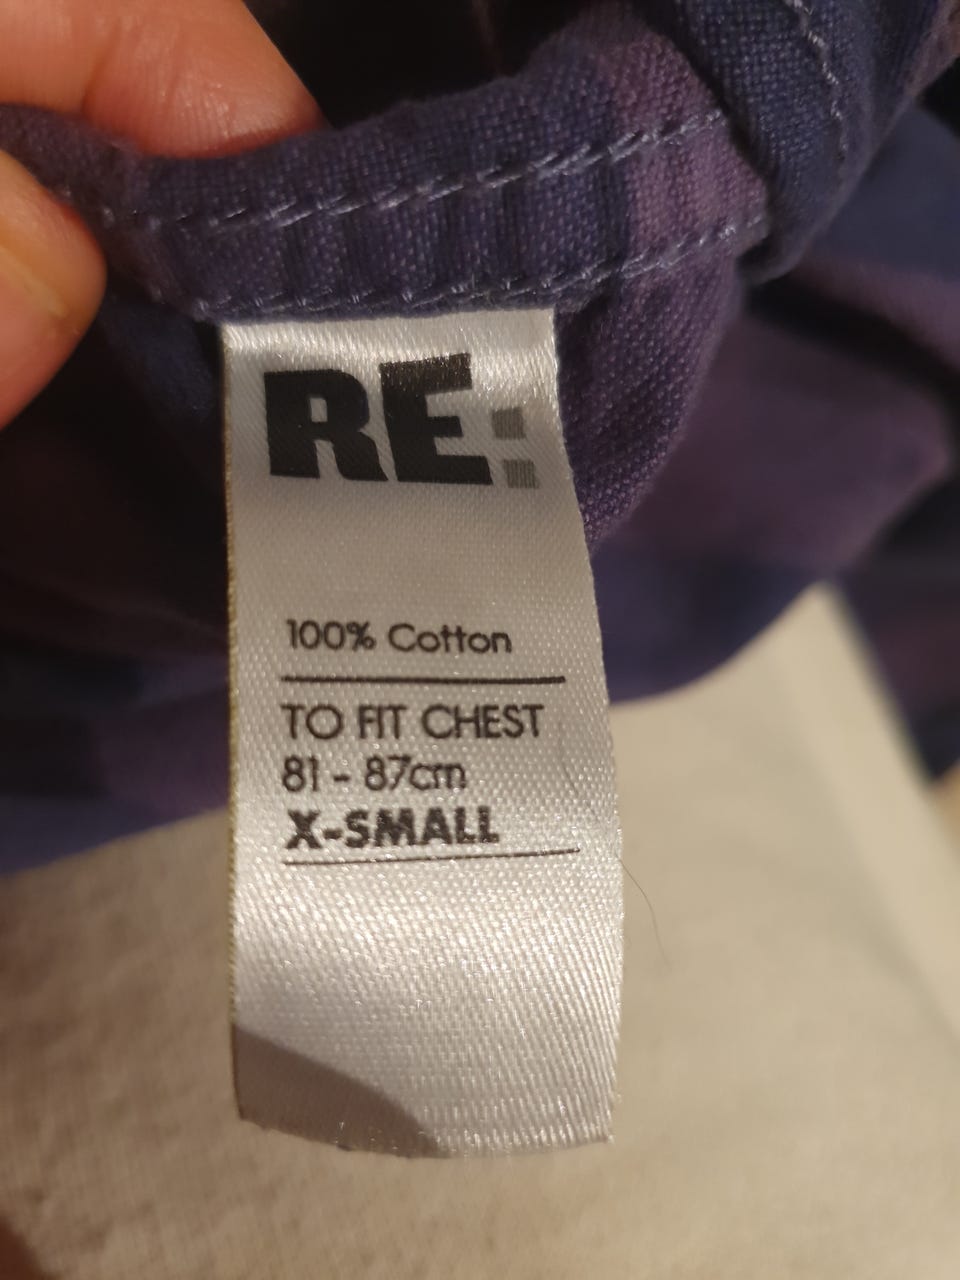 RE:
100% Cotton
TO FIT CHEST
81 - 87cm
X-SMALL